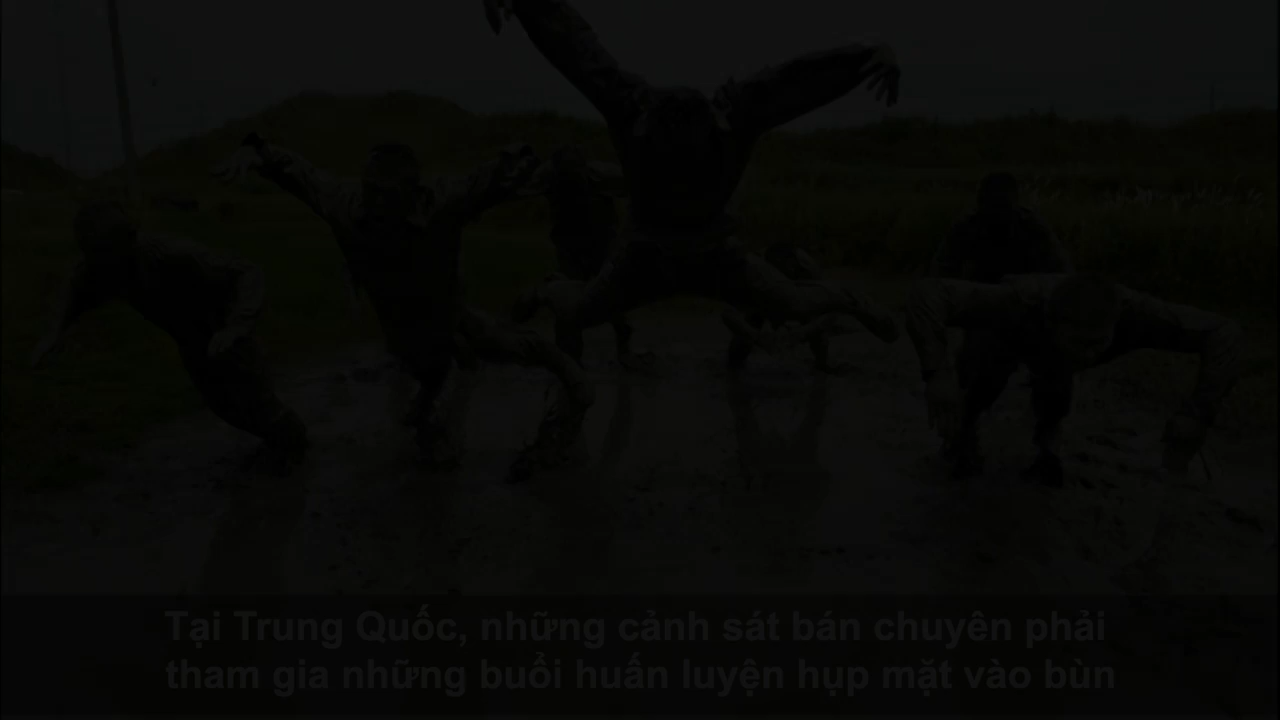 Tại Trung Quốc, những cảnh sát bán chuyên phải
tham gia những buổi huấn luyện hụp mặt vào bùn